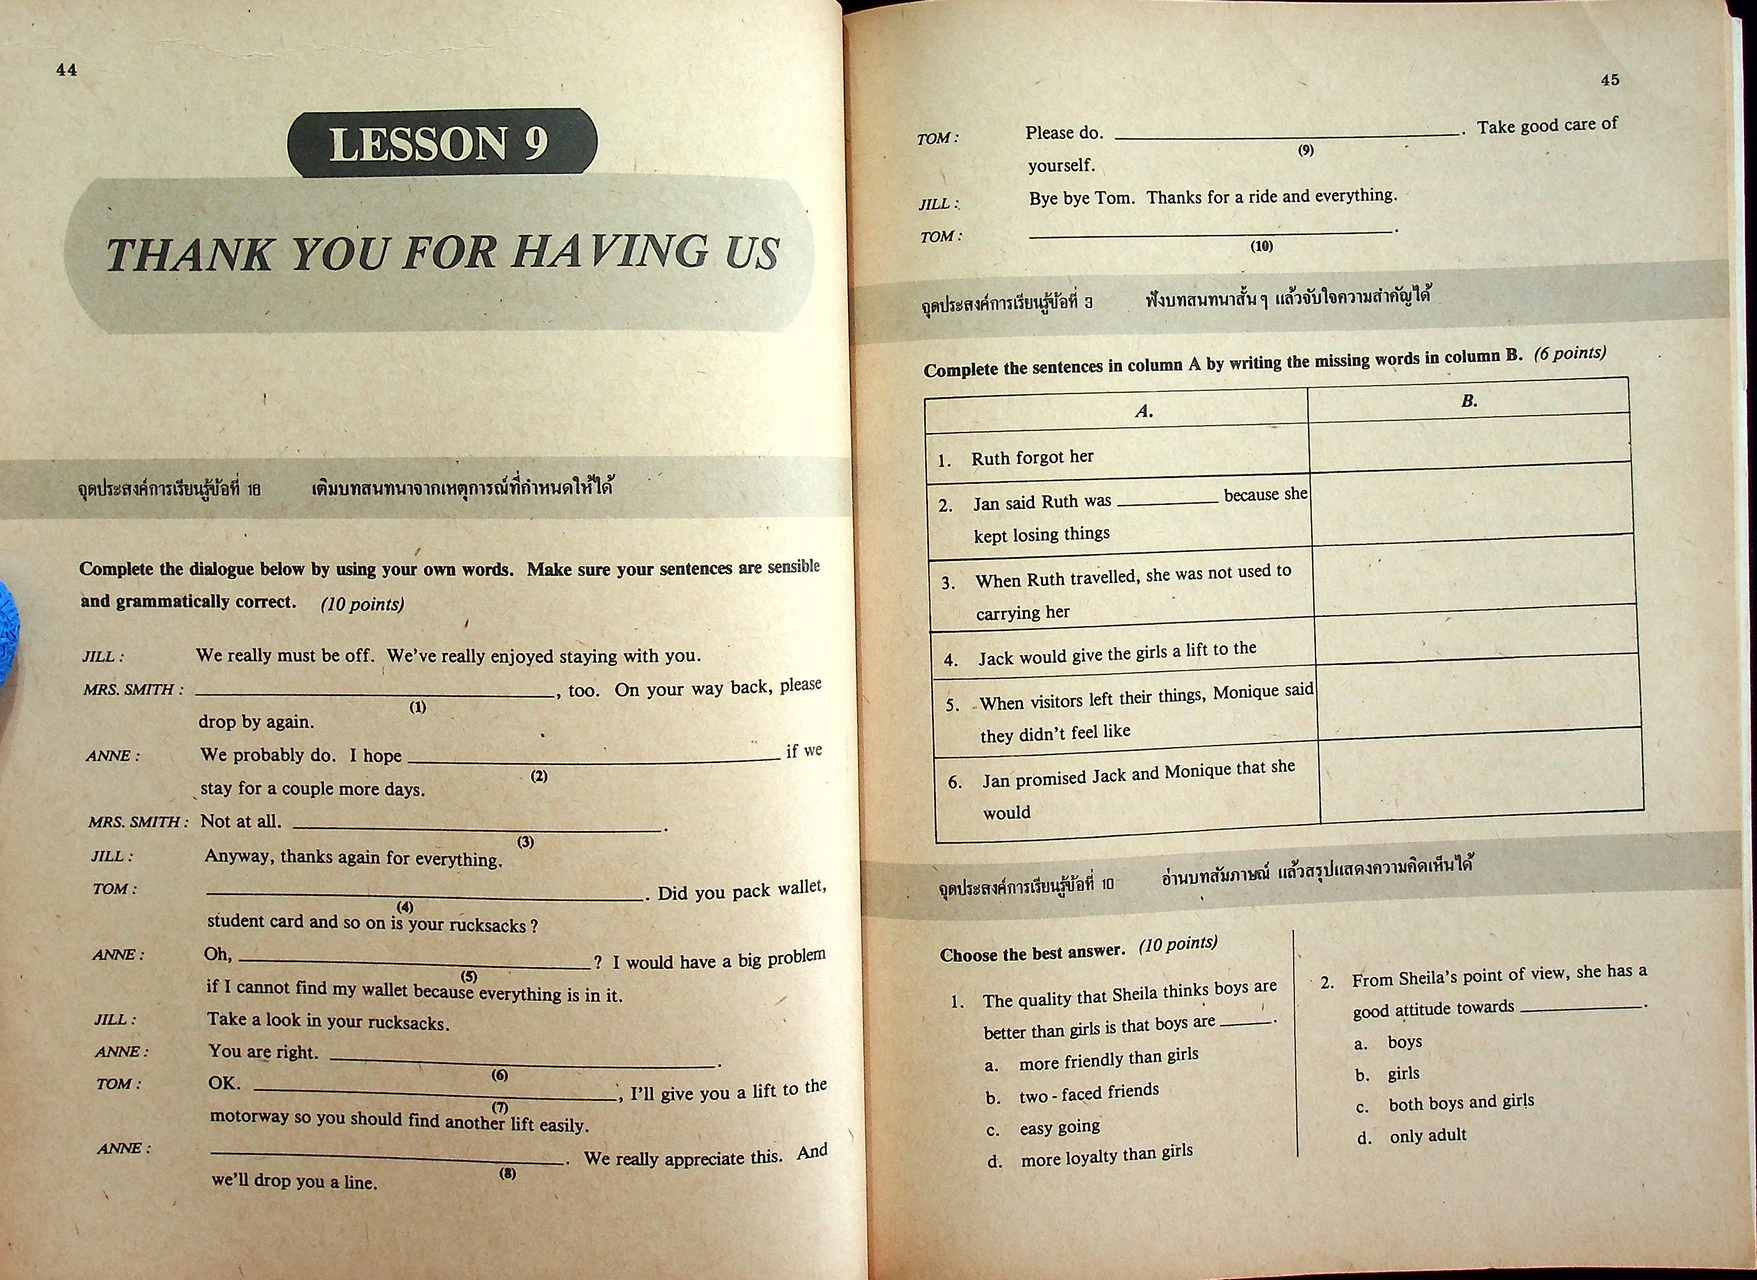 44
LESSON 9
THANK YOU FOR HAVING US
จุดประสงค์การเรียนรู้ข้อที่ 18 เติมบทสนทนาจากเหตุการณ์ที่กำหนดให้ได้
Complete the dialogue below by using your own words. Make sure your sentences are sensible
and grammatically correct. (10 points)
JILL : We really must be off. We've really enjoyed staying with you.
MRS. SMITH : ____________________, too. On your way back, please
(1)
drop by again.
ANNE : We probably do. I hope ____________________ if we
(2)
stay for a couple more days.
MRS. SMITH : Not at all. ____________________.
(3)
JILL : Anyway, thanks again for everything.
TOM : ____________________. Did you pack wallet,
(4)
student card and so on is your rucksacks ?
ANNE : Oh, ____________________? I would have a big problem
(5)
if I cannot find my wallet because everything is in it.
JILL : Take a look in your rucksacks.
ANNE : You are right. ____________________.
(6)
TOM : OK. ____________________, I'll give you a lift to the
(7)
motorway so you should find another lift easily.
ANNE : ____________________. We really appreciate this. And
(8)
we'll drop you a line.
45
TOM : Please do. ____________________. Take good care of
(9)
yourself.
JILL : Bye bye Tom. Thanks for a ride and everything.
TOM : ____________________.
(10)
จุดประสงค์การเรียนรู้ข้อที่ 3 ฟังบทสนทนาสั้น ๆ แล้วจับใจความสำคัญได้
Complete the sentences in column A by writing the missing words in column B. (6 points)
A. B.
1. Ruth forgot her
2. Jan said Ruth was __________ because she
kept losing things
3. When Ruth travelled, she was not used to
carrying her
4. Jack would give the girls a lift to the
5. When visitors left their things, Monique said
they didn't feel like
6. Jan promised Jack and Monique that she
would
จุดประสงค์การเรียนรู้ข้อที่ 10 อ่านบทสัมภาษณ์ แล้วสรุปแสดงความคิดเห็นได้
Choose the best answer. (10 points)
1. The quality that Sheila thinks boys are
better than girls is that boys are _____.
a. more friendly than girls
b. two - faced friends
c. easy going
d. more loyalty than girls
2. From Sheila's point of view, she has a
good attitude towards __________.
a. boys
b. girls
c. both boys and girls
d. only adult